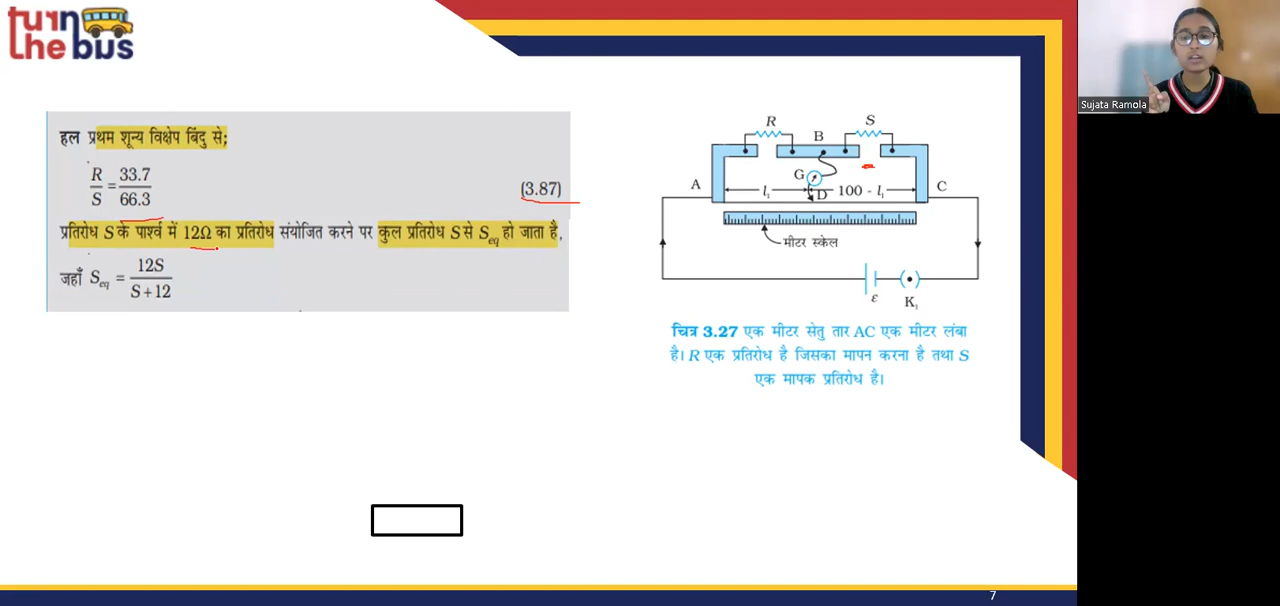 turn
the bus
हल प्रथम शून्य विक्षेप बिंदु से;
R/S = 33.7/66.3 (3.87)
प्रतिरोध S के पार्श्व में 12Ω का प्रतिरोध संयोजित करने पर कुल प्रतिरोध S से Seq हो जाता है,
जहाँ Seq = 12S/S+12
R S
B
G
A l₁ D 100 - l₁ C
मीटर स्केल
ε K₁
चित्र 3.27 एक मीटर सेतु तार AC एक मीटर लंबा
है। R एक प्रतिरोध है जिसका मापन करना है तथा S
एक मापक प्रतिरोध है।
Sujata Ramola
7